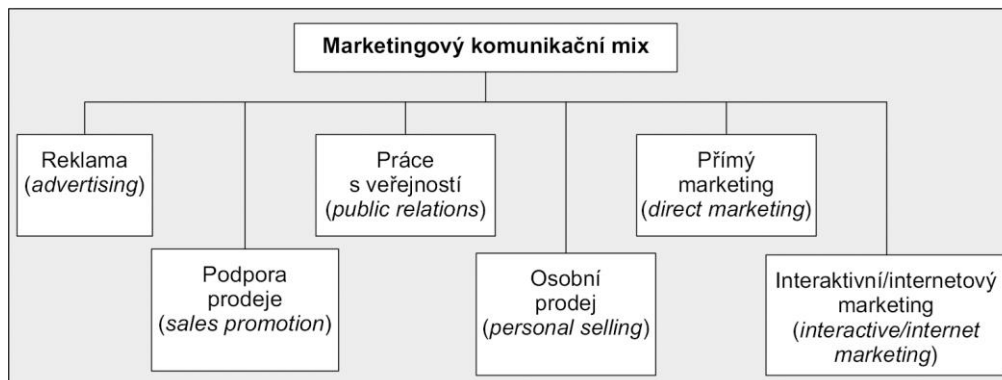 Marketingový komunikační mix
Reklama
(advertising)
Podpora
prodeje
(sales promotion)
Práce
s veřejností
(public relations)
Osobní
prodej
(personal selling)
Přímý
marketing
(direct marketing)
Interaktivní/internetový
marketing
(interactive/internet
marketing)